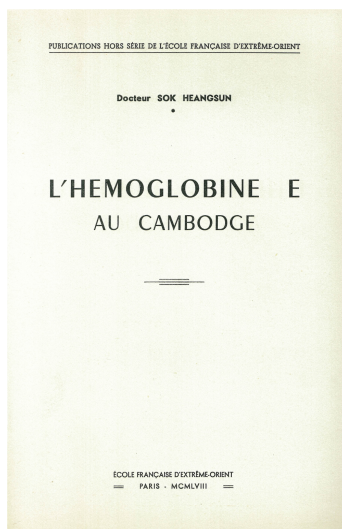 PUBLICATIONS HORS SÉRIE DE L'ÉCOLE FRANÇAISE D'EXTRÊME-ORIENT
Docteur SOK HEANGSUN
*
L'HEMOGLOBINE E
AU CAMBODGE
ÉCOLE FRANÇAISE D'EXTRÊME-ORIENT
PARIS - MCMLVIII